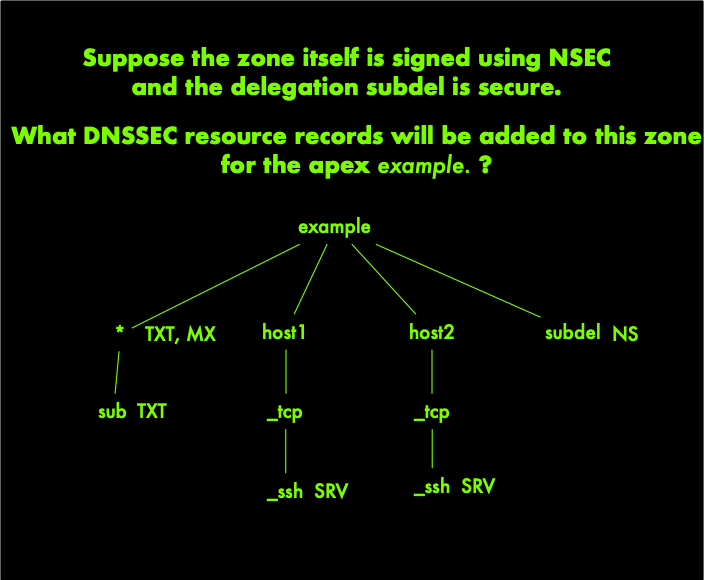 Suppose the zone itself is signed using NSEC
and the delegation subdel is secure.
What DNSSEC resource records will be added to this zone
for the apex example. ?
example
* TXT, MX host1 host2 subdel NS
sub TXT _tcp _tcp
_ssh SRV _ssh SRV